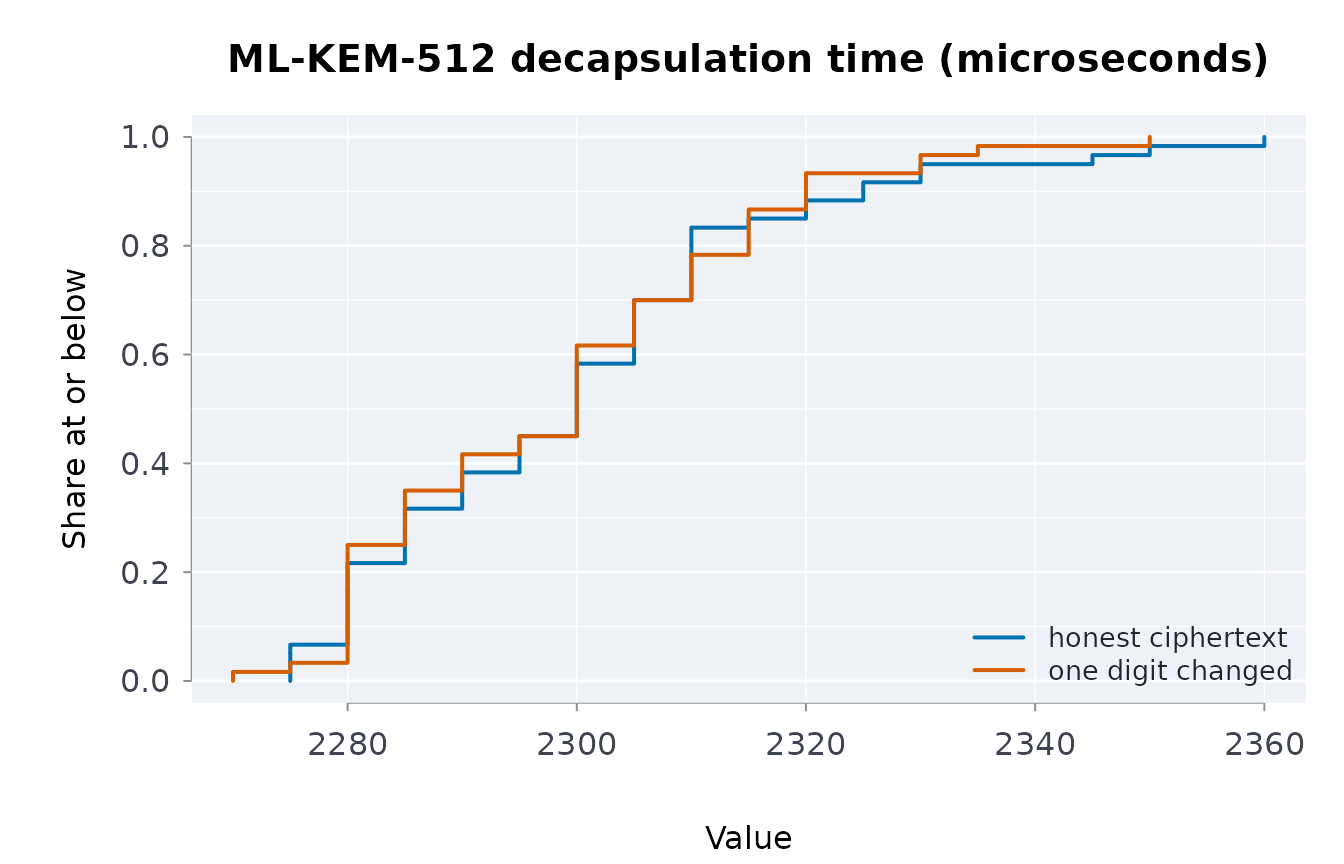 ML-KEM-512 decapsulation time (microseconds)
1.0
0.8
0.6
0.4
0.2
0.0
Share at or below
honest ciphertext
one digit changed
2280 2300 2320 2340 2360
Value